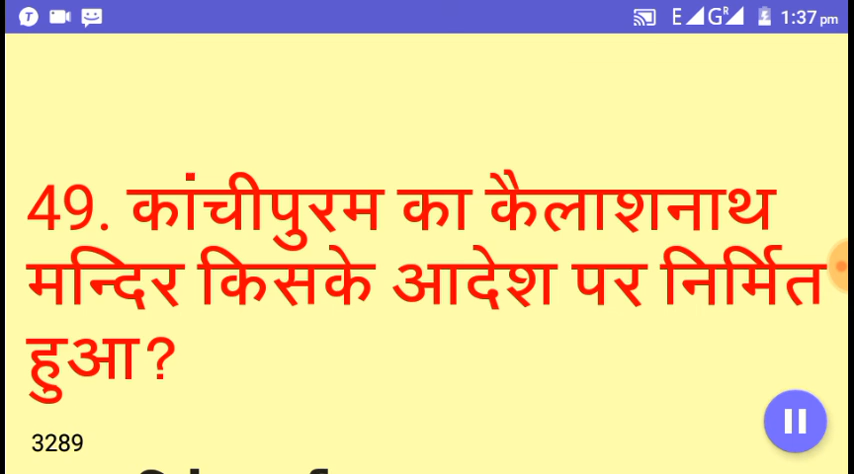 E G R 1:37 pm
49. कांचीपुरम का कैलाशनाथ
मन्दिर किसके आदेश पर निर्मित
हुआ?
3289